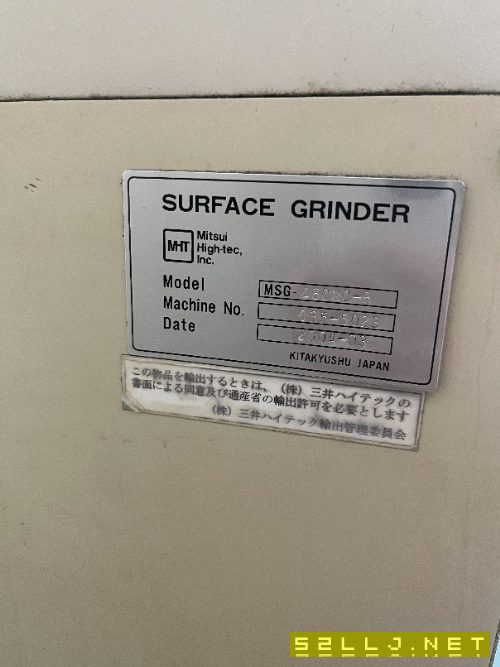 SURFACE GRINDER
MHT
Mitsui
High-tec,
Inc.
Model MSG-
Machine No.
Date 2004-03
KITAKYUSHU JAPAN
この物品を輸出するときは、(株) 三井ハイテックの
書面による同意及び通産省の輸出許可を必要とします
(株) 三井ハイテック輸出管理委員会
52LLJ.NET